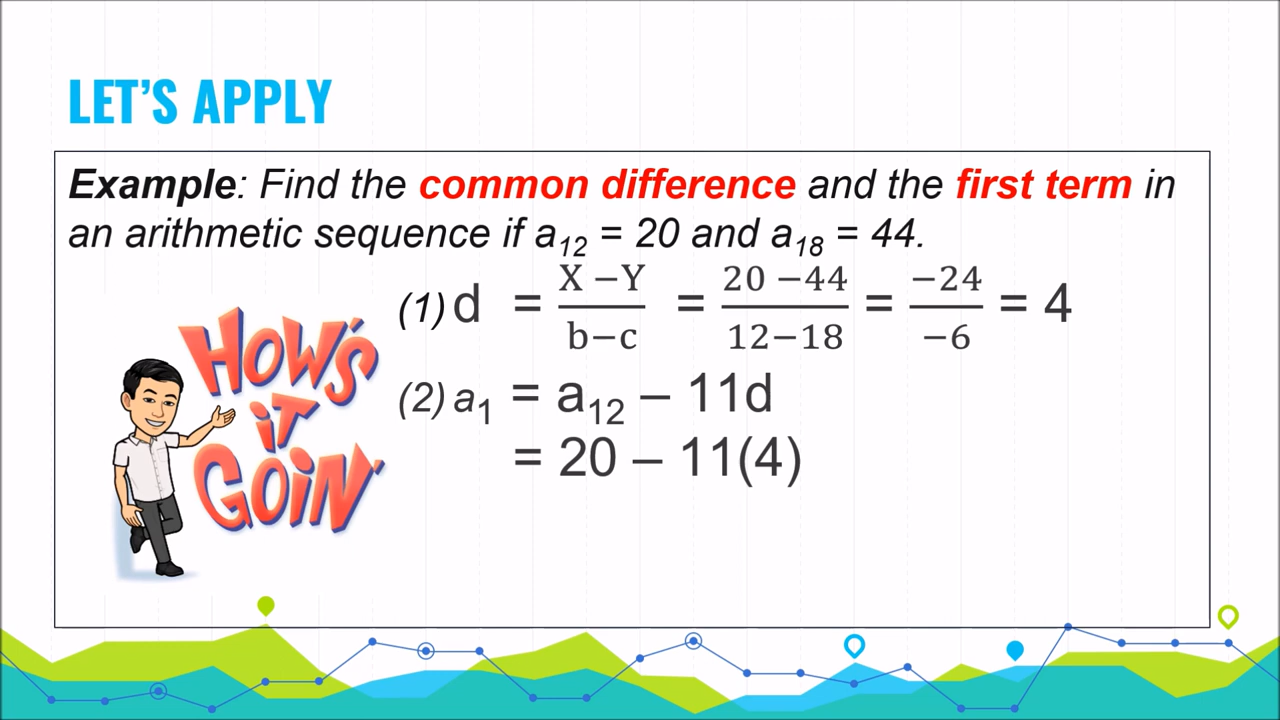 LET'S APPLY
Example: Find the common difference and the first term in
an arithmetic sequence if a₁₂ = 20 and a₁₈ = 44.
(1) d = (X −Y)/(b−c) = (20 −44)/(12−18) = (−24)/(−6) = 4
(2) a₁ = a₁₂ – 11d
= 20 – 11(4)
HOW'S
iT
GOiN'